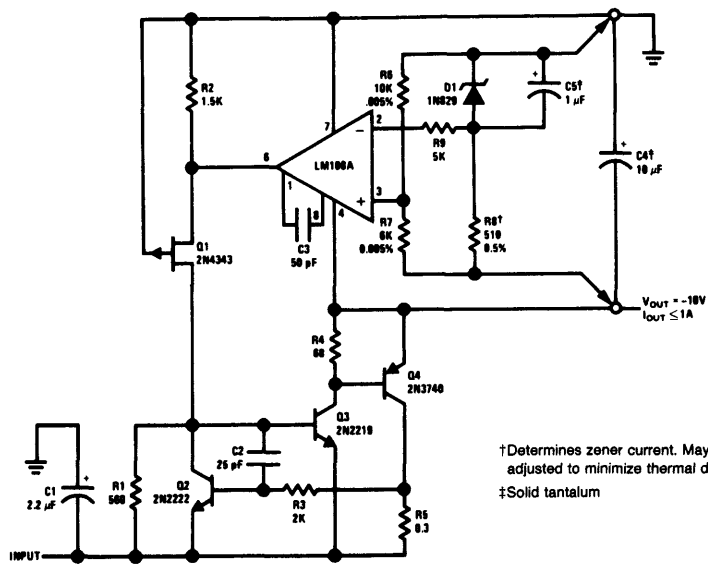 R2
1.5K
R6
10K
.005%
D1
1N829
+
C5†
1 μF
7
2
−
R9
5K
+
C4†
10 μF
6
LM108A
1
8
4
3
+
C3
50 pF
R7
6K
0.005%
R8†
510
0.5%
Q1
2N4343
VOUT = −10V
IOUT ≤ 1A
R4
68
Q4
2N3740
Q3
2N2219
C2
25 pF
+
C1
2.2 μF
R1
500
Q2
2N2222
R3
2K
R5
0.3
INPUT
†Determines zener current. May
adjusted to minimize thermal d
‡Solid tantalum